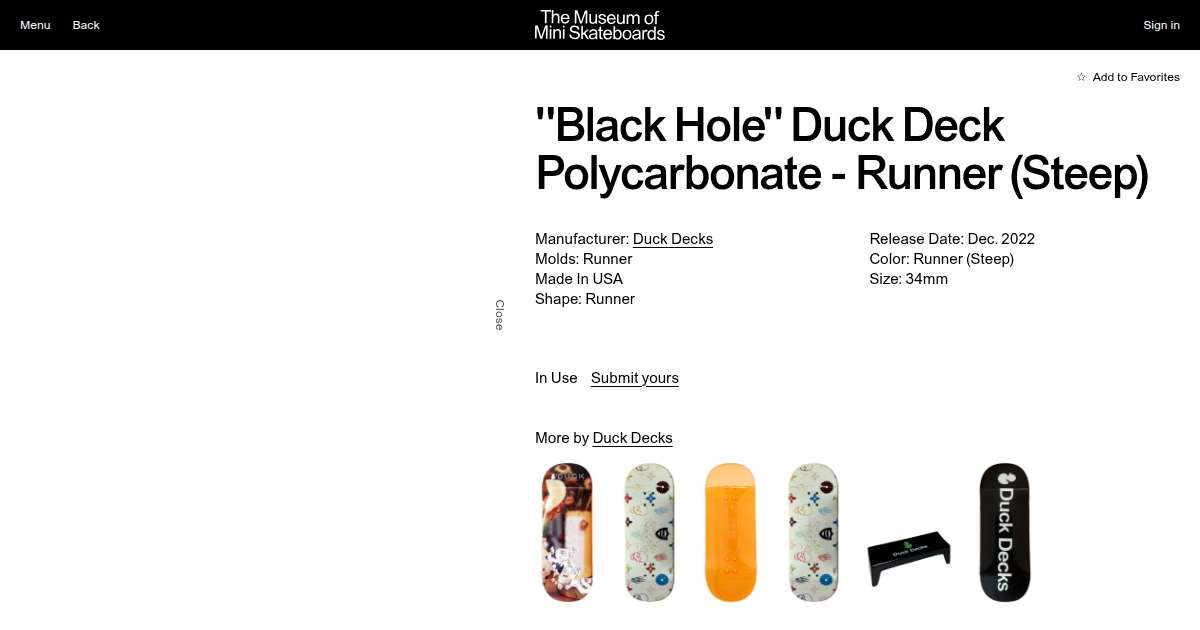 Menu
Back
The Museum of
Mini Skateboards
Sign in
☆ Add to Favorites
"Black Hole" Duck Deck
Polycarbonate - Runner (Steep)
Manufacturer: Duck Decks
Molds: Runner
Made In USA
Shape: Runner
Release Date: Dec. 2022
Color: Runner (Steep)
Size: 34mm
Close
In Use Submit yours
More by Duck Decks
DUCK
Duck Decks
Duck Decks